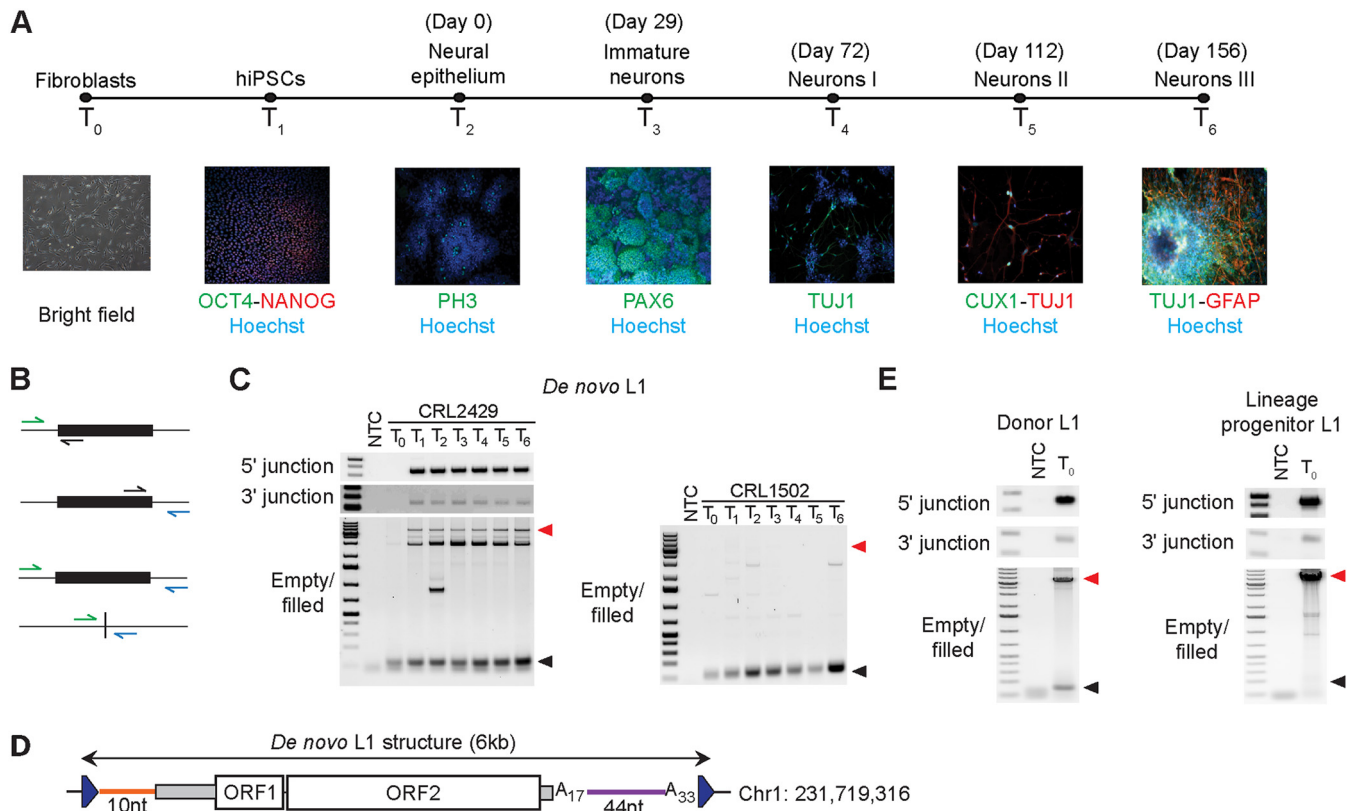 A
(Day 0)
(Day 29)
Neural
epithelium
Immature
neurons
(Day 72)
Neurons I
(Day 112)
Neurons II
(Day 156)
Neurons III
Fibroblasts
hiPSCs
T0 T1 T2 T3 T4 T5 T6
Bright field
OCT4-NANOG
Hoechst
PH3
Hoechst
PAX6
Hoechst
TUJ1
Hoechst
CUX1-TUJ1
Hoechst
TUJ1-GFAP
Hoechst
B
C
De novo L1
CRL2429
NTC T0 T1 T2 T3 T4 T5 T6
5' junction
3' junction
Empty/
filled
CRL1502
NTC T0 T1 T2 T3 T4 T5 T6
Empty/
filled
E
Donor L1
NTC T0
5' junction
3' junction
Empty/
filled
Lineage
progenitor L1
NTC T0
5' junction
3' junction
Empty/
filled
D
De novo L1 structure (6kb)
10nt
ORF1
ORF2
A17
44nt
A33
Chr1: 231,719,316